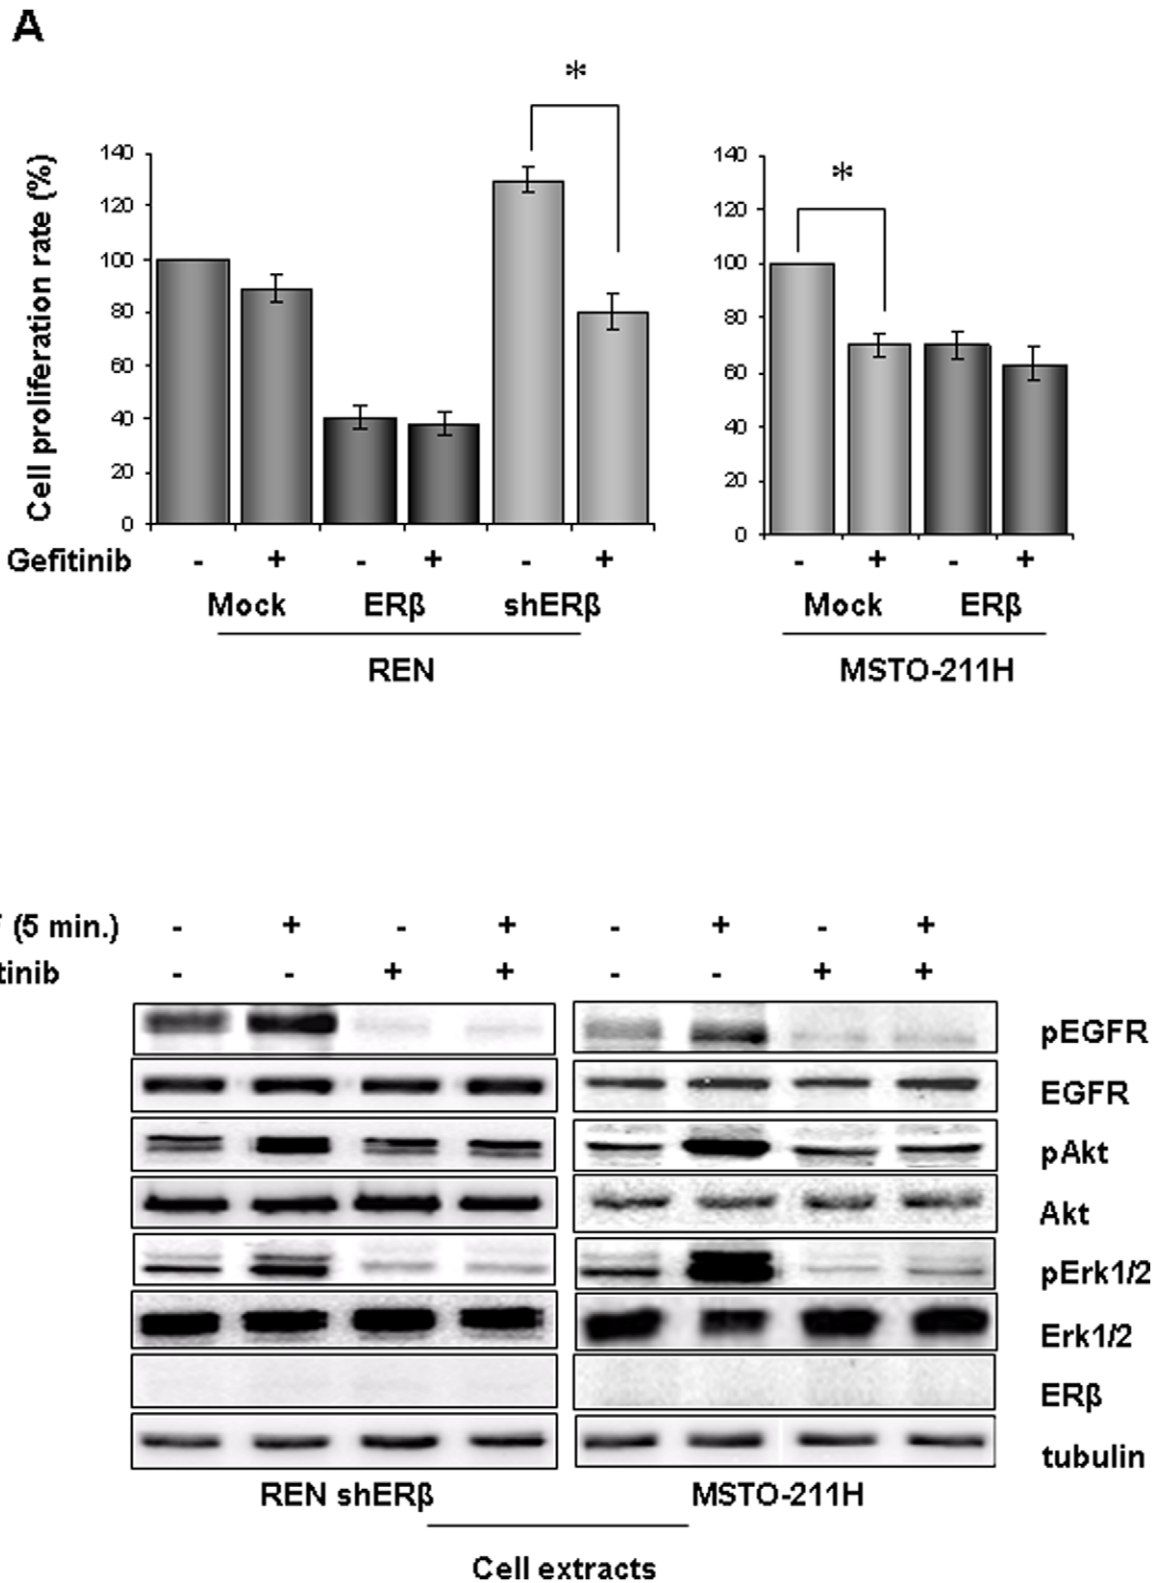 A
*
*
Cell proliferation rate (%)
140
120
100
80
60
40
20
0
140
120
100
80
60
40
20
0
Gefitinib - + - + - + - + - +
Mock ERβ shERβ Mock ERβ
REN MSTO-211H
(5 min.) - + - + - + - +
tinib - - + + - - + +
pEGFR
EGFR
pAkt
Akt
pErk1/2
Erk1/2
ERβ
tubulin
REN shERβ MSTO-211H
Cell extracts